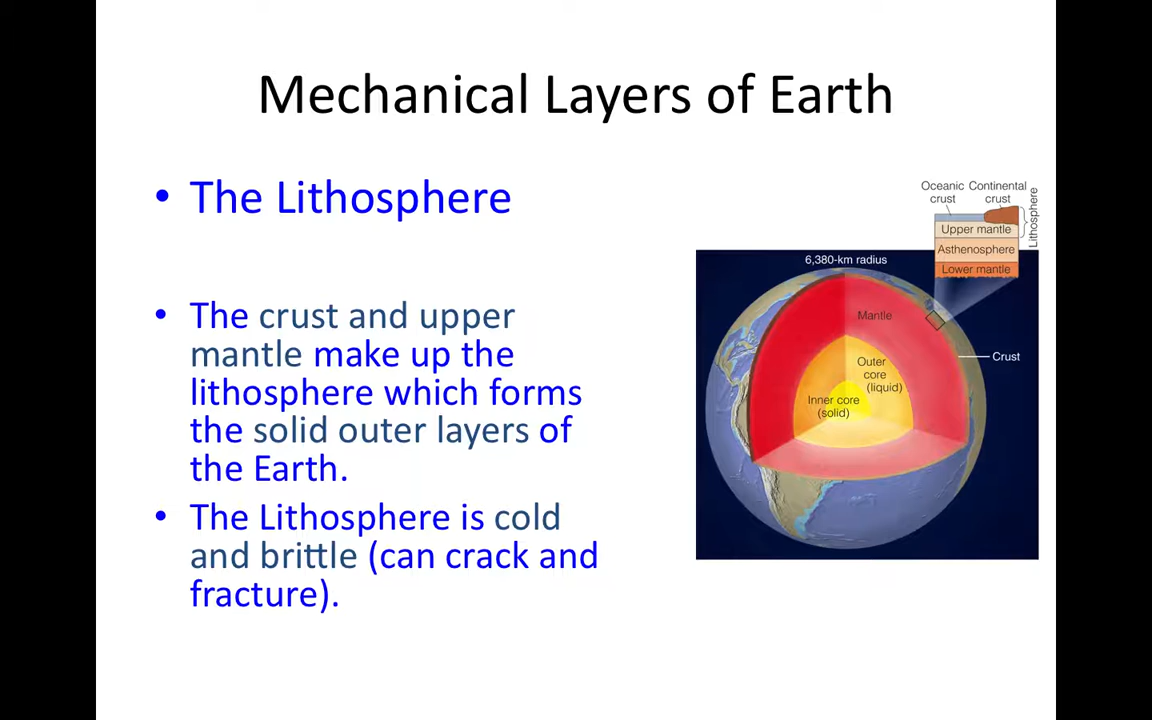 Mechanical Layers of Earth
• The Lithosphere
• The crust and upper
mantle make up the
lithosphere which forms
the solid outer layers of
the Earth.
• The Lithosphere is cold
and brittle (can crack and
fracture).
Oceanic
crust
Continental
crust
Lithosphere
Upper mantle
Asthenosphere
Lower mantle
6,380-km radius
Mantle
Crust
Outer
core
(liquid)
Inner core
(solid)